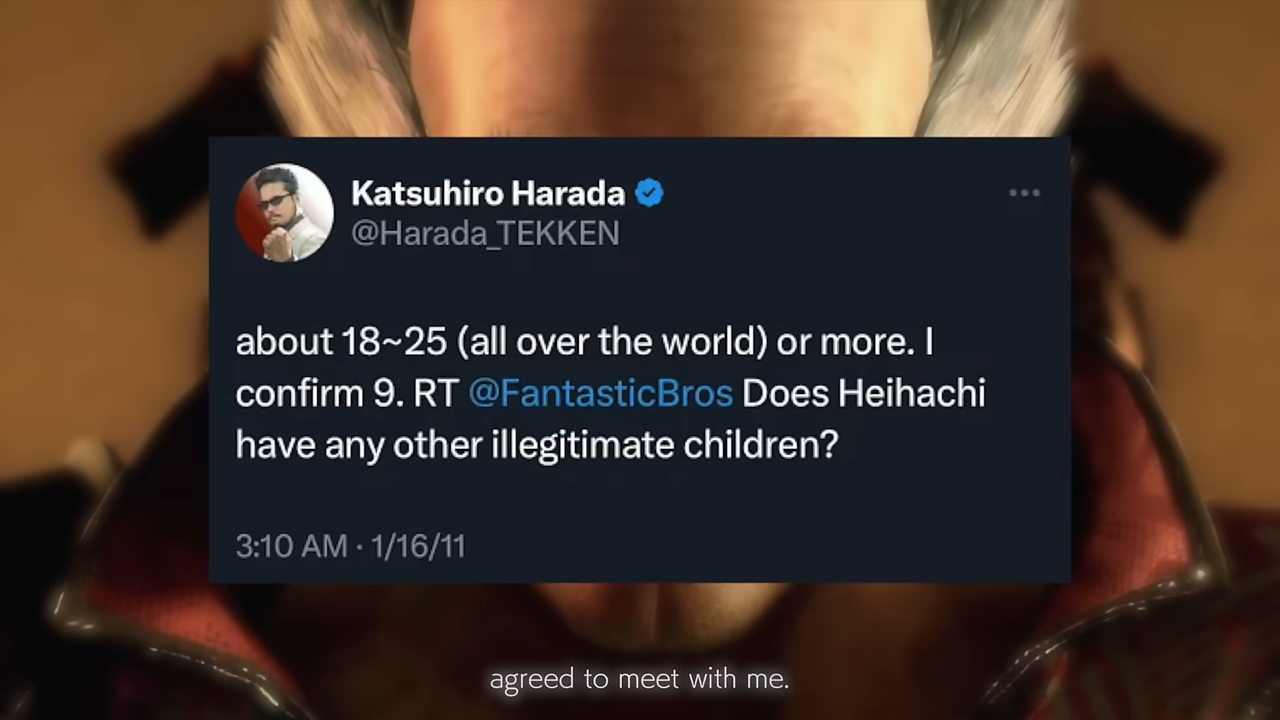 Katsuhiro Harada
@Harada_TEKKEN
about 18~25 (all over the world) or more. I
confirm 9. RT @FantasticBros Does Heihachi
have any other illegitimate children?
3:10 AM · 1/16/11
agreed to meet with me.